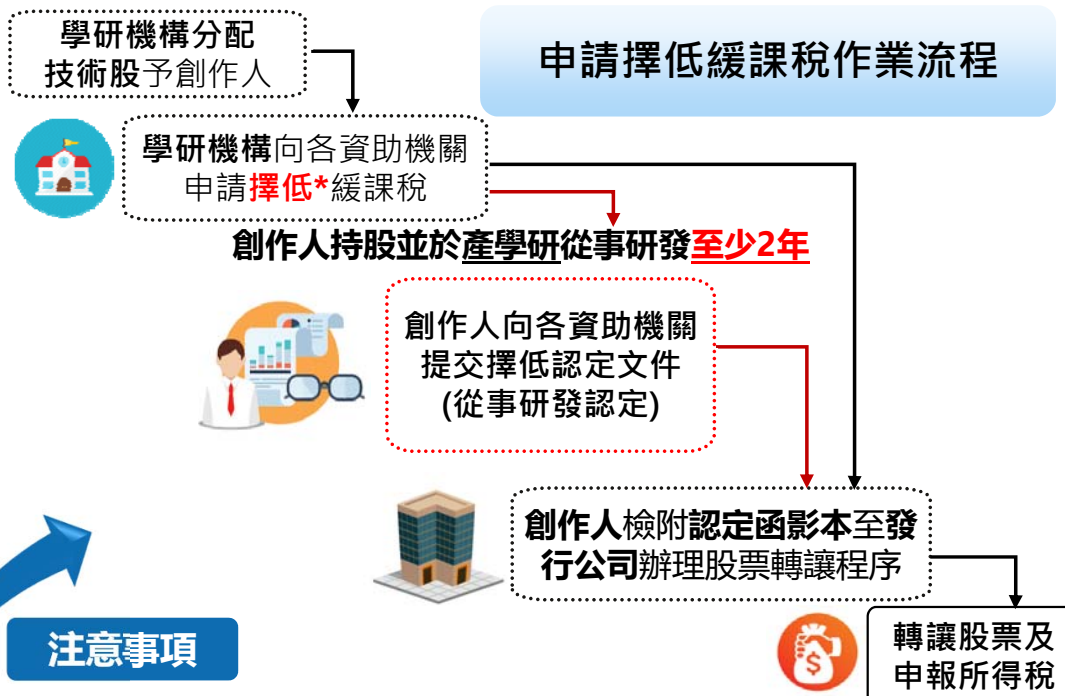 申請擇低緩課稅作業流程
學研機構分配
技術股予創作人
學研機構向各資助機關
申請擇低*緩課稅
創作人持股並於產學研從事研發至少2年
創作人向各資助機關
提交擇低認定文件
(從事研發認定)
創作人檢附認定函影本至發
行公司辦理股票轉讓程序
注意事項
轉讓股票及
申報所得稅
$